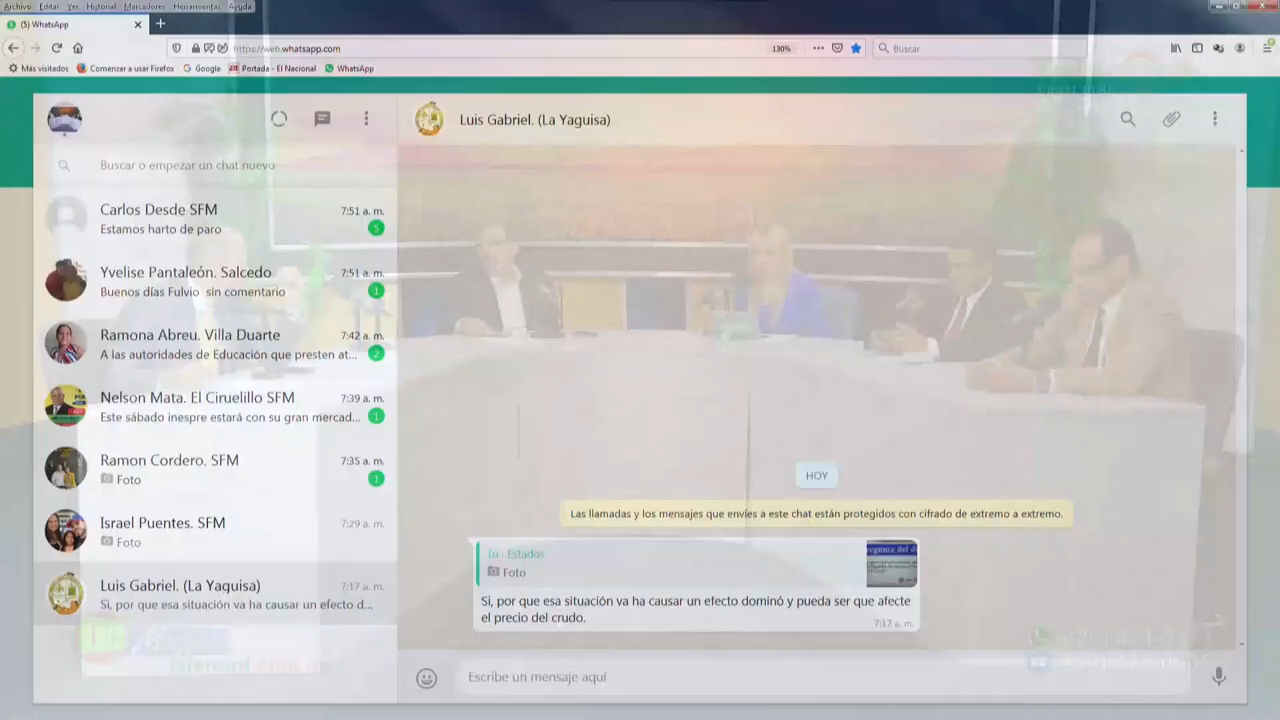 Archivo Editar Ver Historial Marcadores Herramientas Ayuda
(5) WhatsApp
https://web.whatsapp.com
130%
Buscar
Más visitados Comenzar a usar Firefox Google Portada - El Nacional WhatsApp
Luis Gabriel. (La Yaguisa)
Buscar o empezar un chat nuevo
Carlos Desde SFM 7:51 a. m.
Estamos harto de paro 5
Yvelise Pantaleón. Salcedo 7:51 a. m.
Buenos días Fulvio sin comentario 1
Ramona Abreu. Villa Duarte 7:42 a. m.
A las autoridades de Educación que presten at... 2
Nelson Mata. El Ciruelillo SFM 7:39 a. m.
Este sábado inespre estará con su gran mercad... 1
Ramon Cordero. SFM 7:35 a. m.
Foto 1
Israel Puentes. SFM 7:29 a. m.
Foto
Luis Gabriel. (La Yaguisa) 7:17 a. m.
Si, por que esa situación va ha causar un efecto d...
HOY
Las llamadas y los mensajes que envíes a este chat están protegidos con cifrado de extremo a extremo.
Tú · Estados
Foto
Si, por que esa situación va ha causar un efecto dominó y pueda ser que afecte
el precio del crudo.
7:17 a. m.
Escribe un mensaje aquí